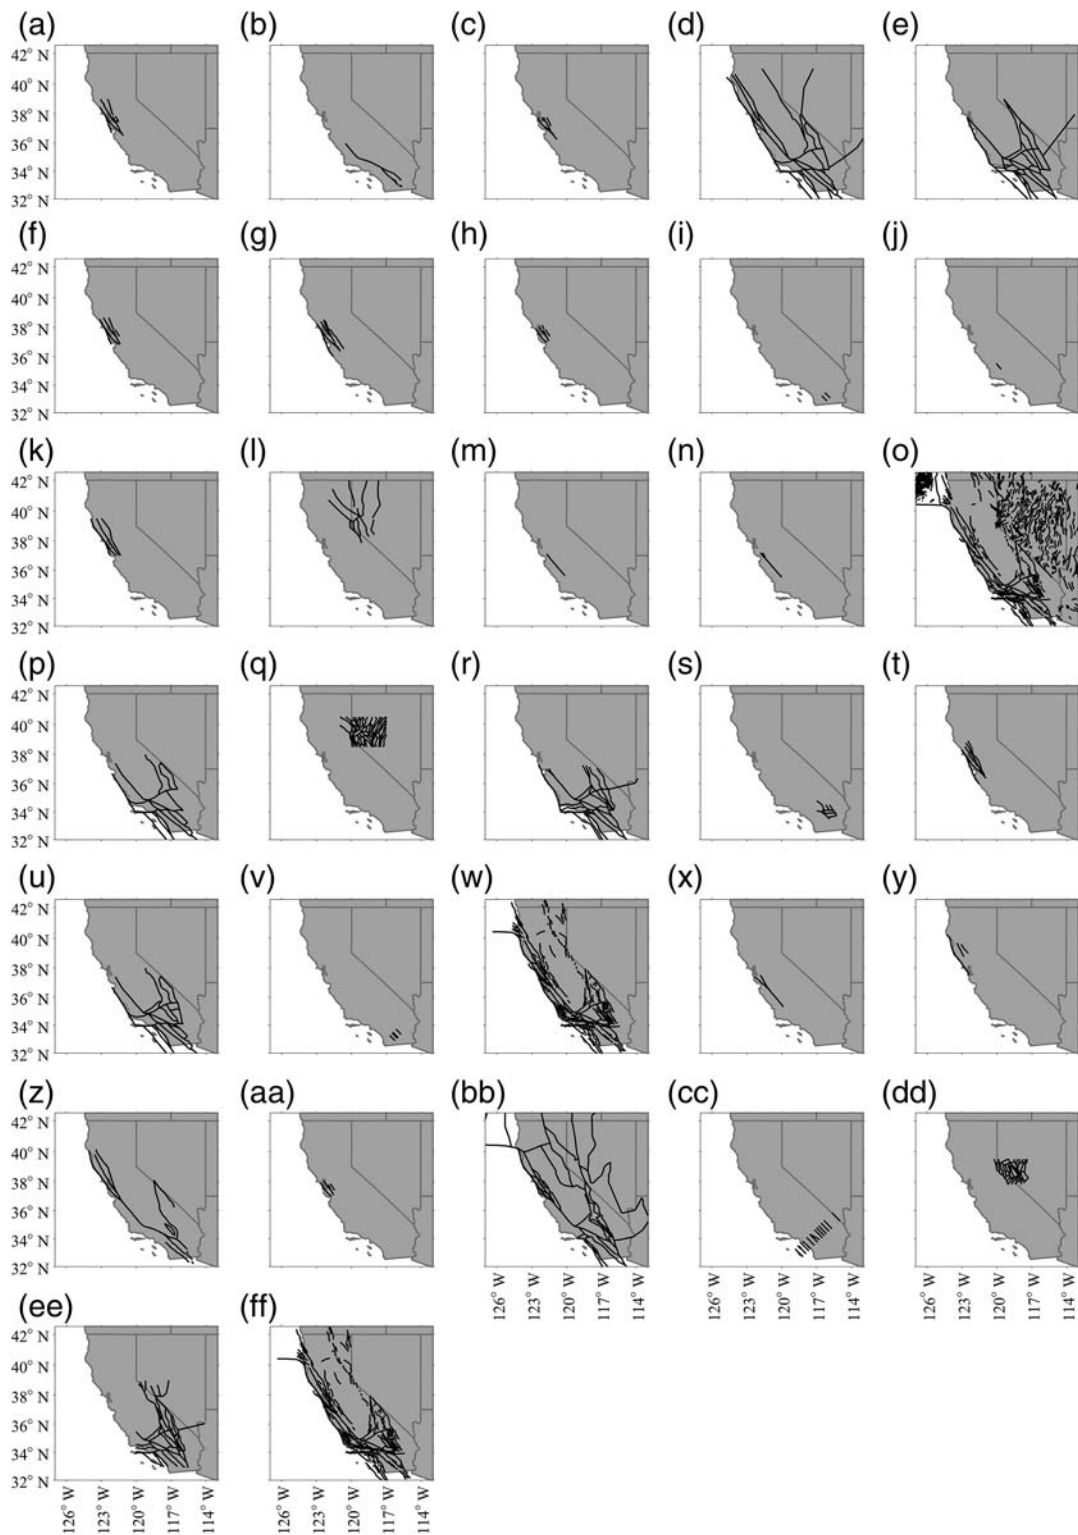 (a) (b) (c) (d) (e)
42° N
40° N
38° N
36° N
34° N
32° N
(f) (g) (h) (i) (j)
42° N
40° N
38° N
36° N
34° N
32° N
(k) (l) (m) (n) (o)
42° N
40° N
38° N
36° N
34° N
32° N
(p) (q) (r) (s) (t)
42° N
40° N
38° N
36° N
34° N
32° N
(u) (v) (w) (x) (y)
42° N
40° N
38° N
36° N
34° N
32° N
(z) (aa) (bb) (cc) (dd)
42° N
40° N
38° N
36° N
34° N
32° N
126° W 123° W 120° W 117° W 114° W 126° W 123° W 120° W 117° W 114° W 126° W 123° W 120° W 117° W 114° W
(ee) (ff)
42° N
40° N
38° N
36° N
34° N
32° N
126° W 123° W 120° W 117° W 114° W 126° W 123° W 120° W 117° W 114° W